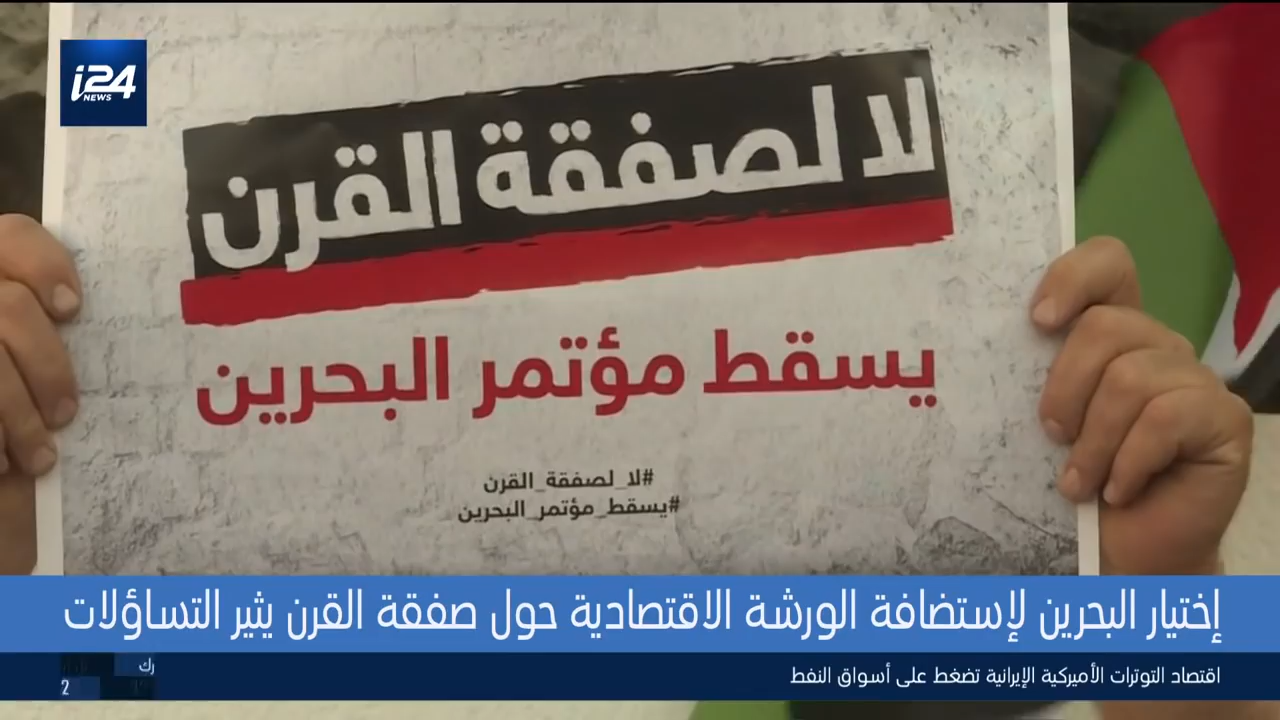 i24
NEWS
لا لصفقة القرن
يسقط مؤتمر البحرين
#لا_لصفقة_القرن
#يسقط_مؤتمر_البحرين
إختيار البحرين لإستضافة الورشة الاقتصادية حول صفقة القرن يثير التساؤلات
اقتصاد التوترات الأميركية الإيرانية تضغط على أسواق النفط
2